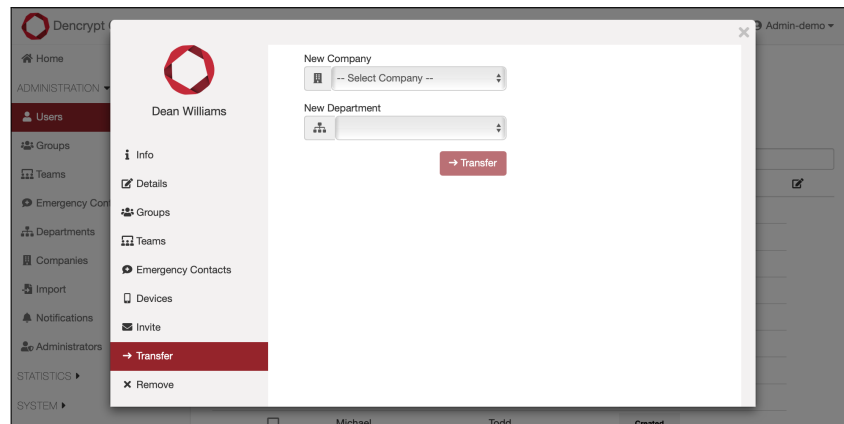 Dencrypt
Admin-demo
Home
ADMINISTRATION
Users
Groups
Teams
Emergency Con
Departments
Companies
Import
Notifications
Administrators
STATISTICS
SYSTEM
Dean Williams
Info
Details
Groups
Teams
Emergency Contacts
Devices
Invite
Transfer
Remove
New Company
-- Select Company --
New Department
Transfer
Michael Todd Created